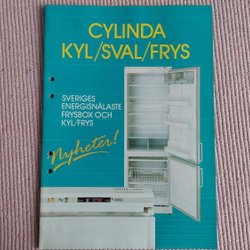 CYLINDA
KYL/SVAL/FRYS
SVERIGES
ENERGISNÅLASTE
FRYSBOX OCH
KYL/FRYS
Nyheter!